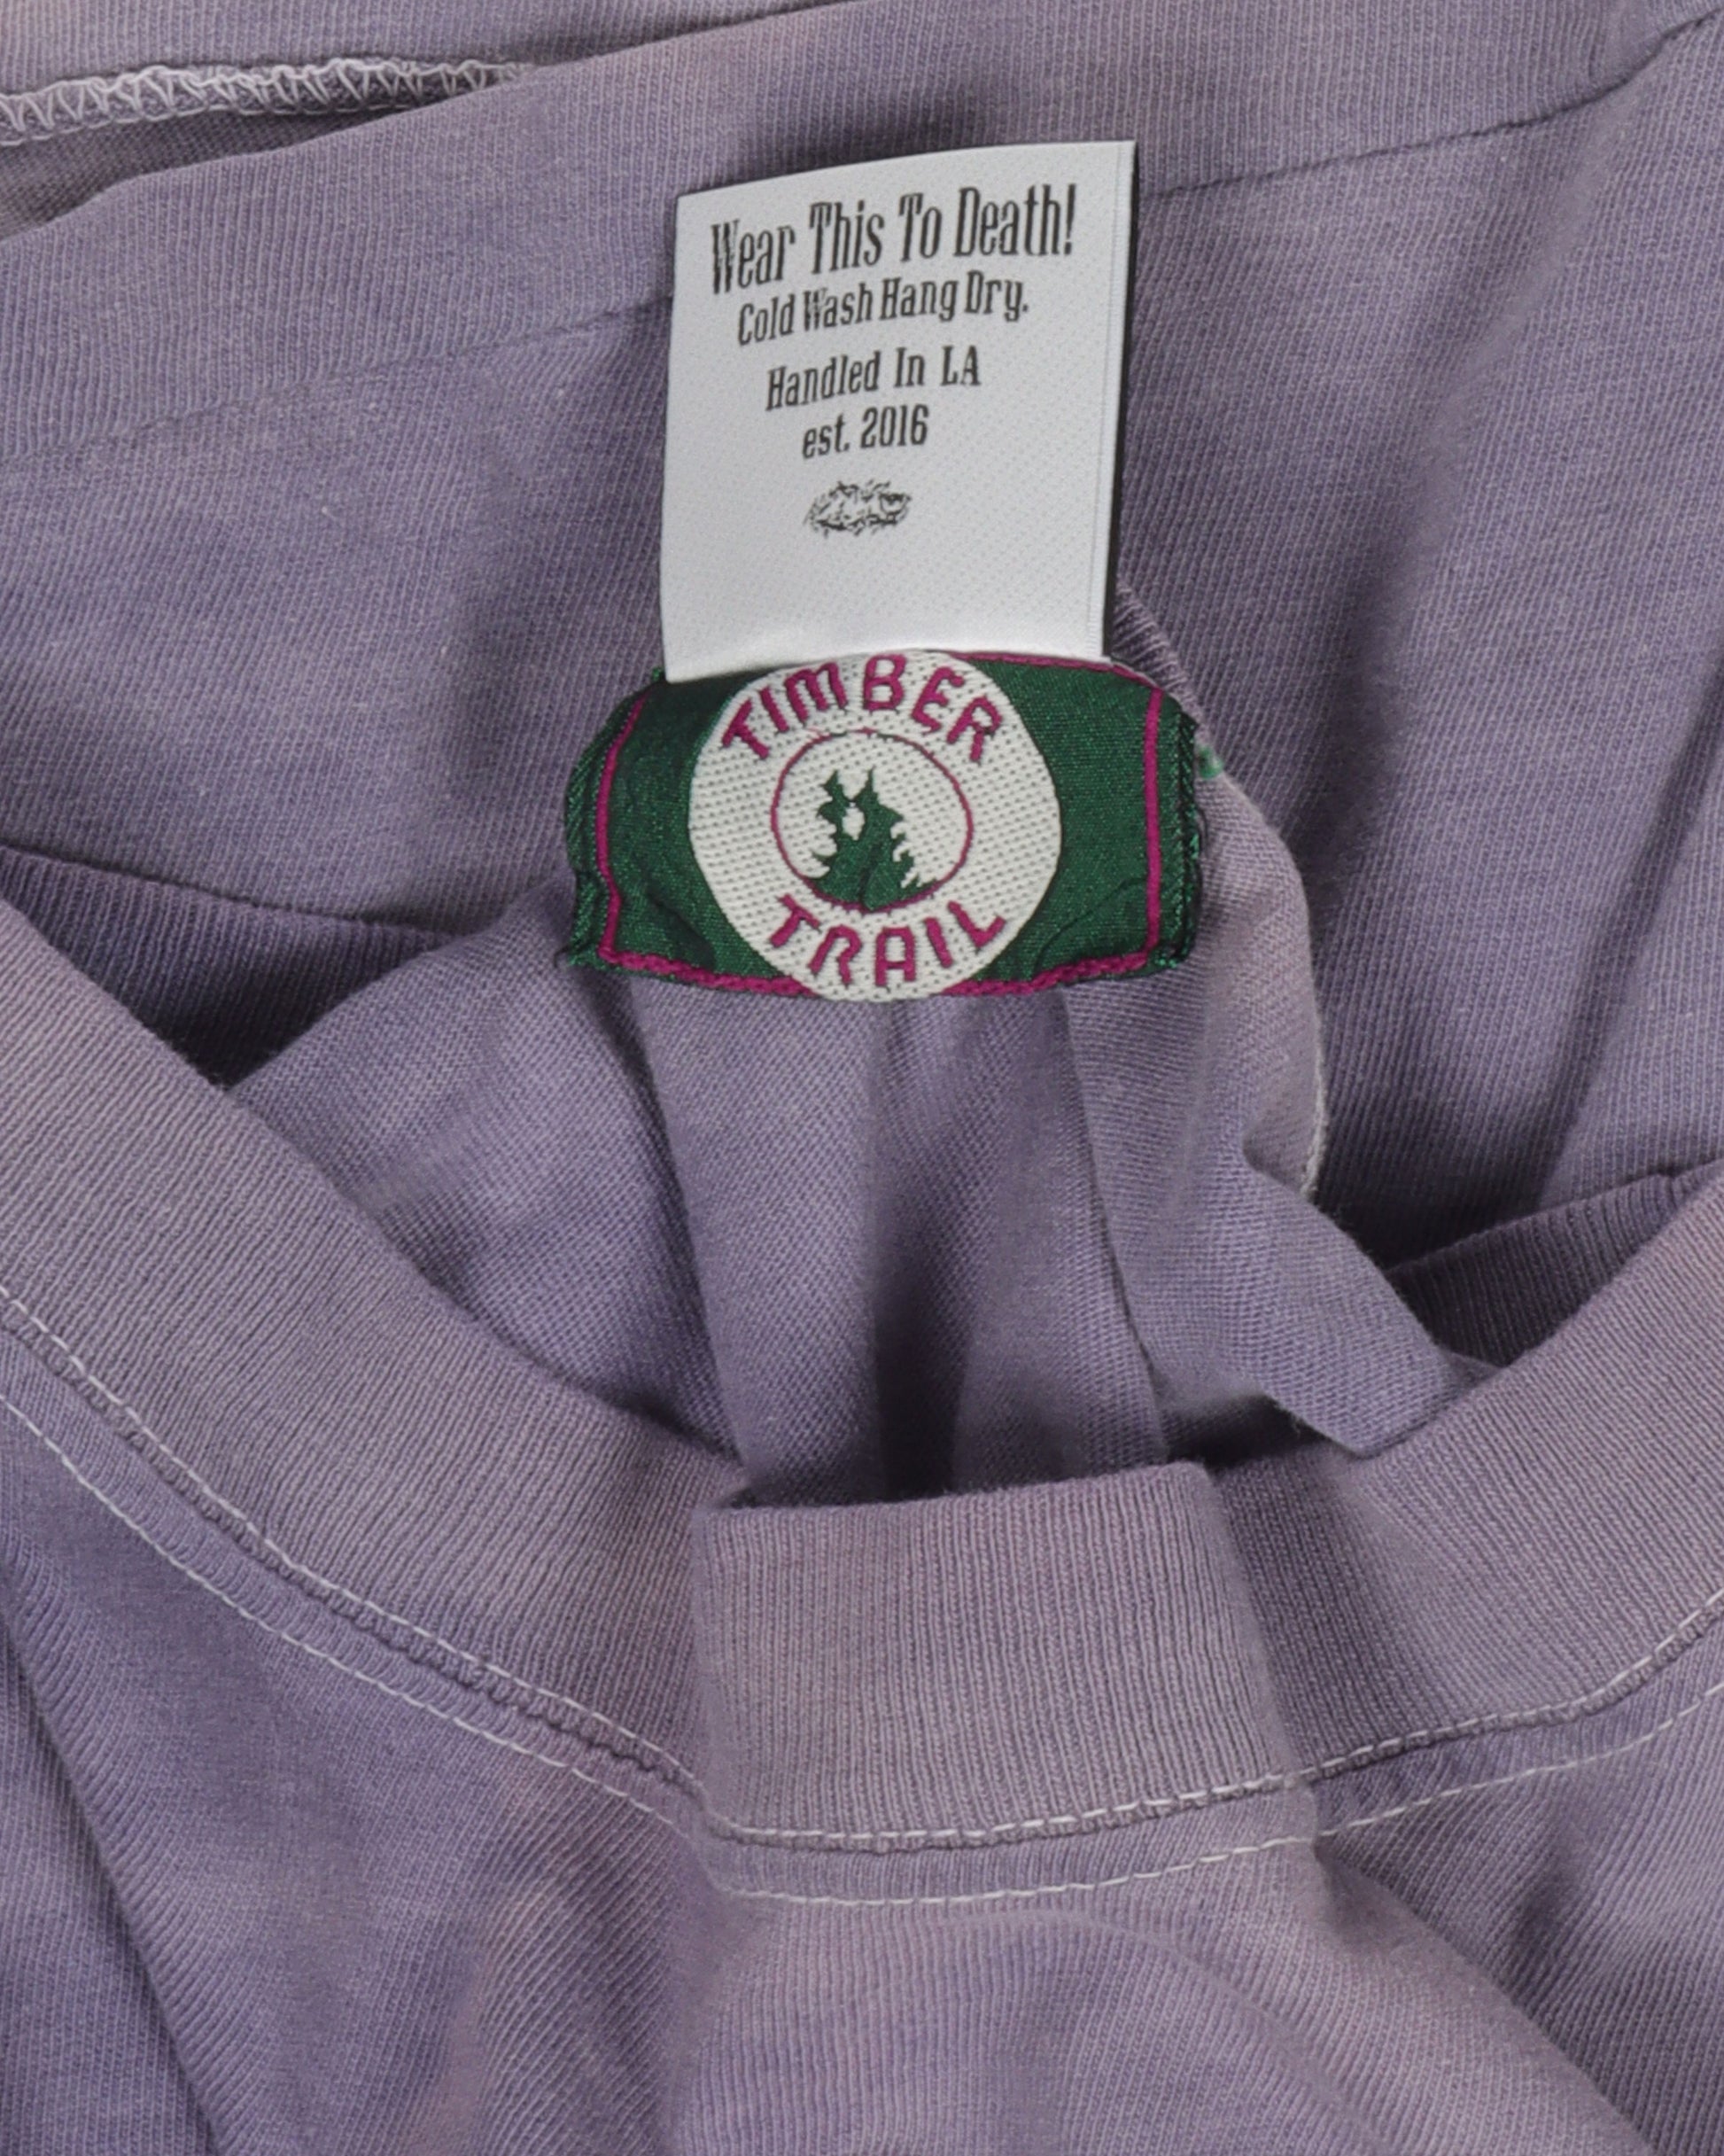 Wear This To Death!
Cold Wash Hang Dry.
Handled In LA
est. 2016
TIMBER
TRAIL